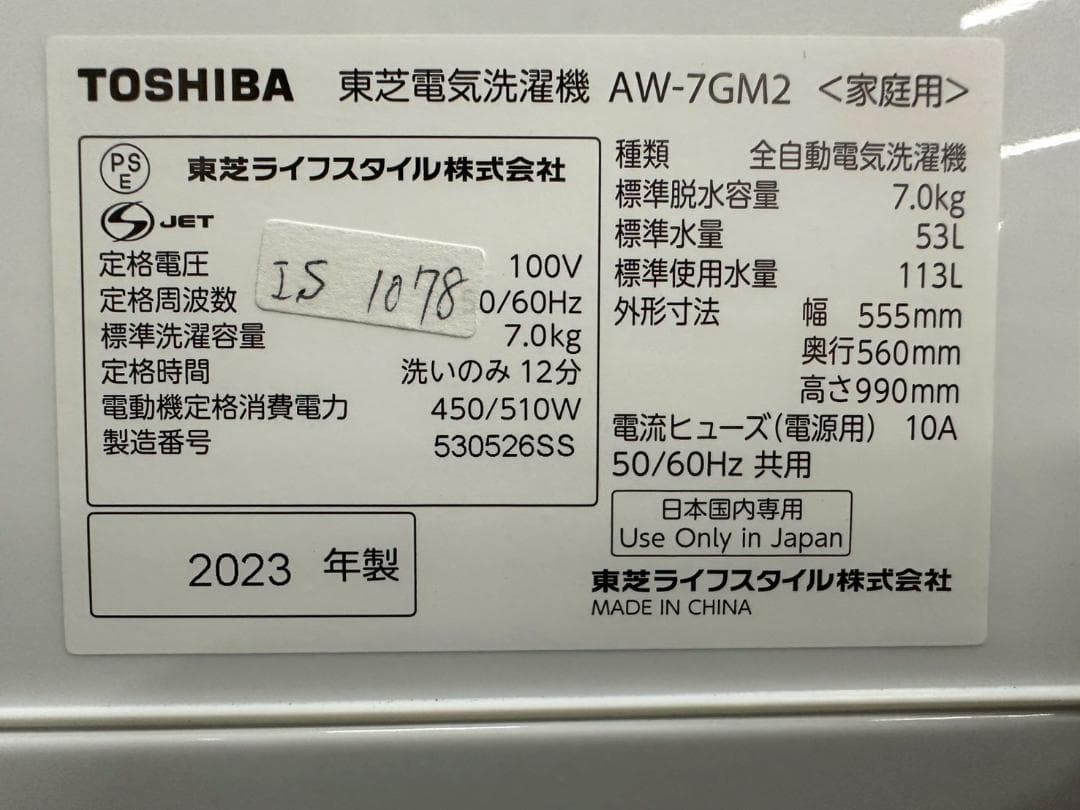 TOSHIBA 東芝電気洗濯機 AW-7GM2 <家庭用>
PSE 東芝ライフスタイル株式会社
S JET
定格電圧 100V
IS 1078
定格周波数 0/60Hz
標準洗濯容量 7.0kg
定格時間 洗いのみ 12分
電動機定格消費電力 450/510W
製造番号 530526SS
2023 年製
種類 全自動電気洗濯機
標準脱水容量 7.0kg
標準水量 53L
標準使用水量 113L
外形寸法 幅 555mm
奥行560mm
高さ990mm
電流ヒューズ(電源用) 10A
50/60Hz 共用
日本国内専用
Use Only in Japan
東芝ライフスタイル株式会社
MADE IN CHINA